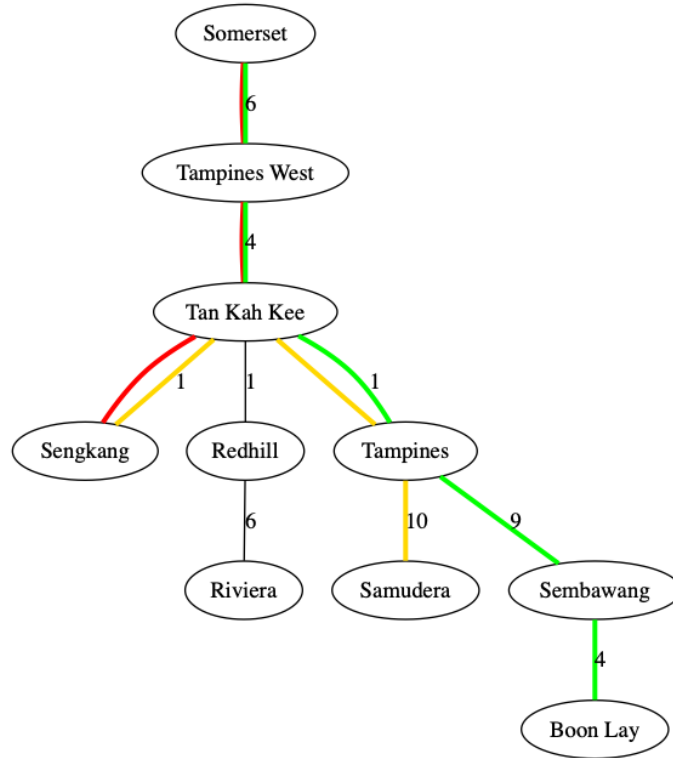 Somerset
6
Tampines West
4
Tan Kah Kee
1
1
1
Sengkang
Redhill
Tampines
6
10
9
Riviera
Samudera
Sembawang
4
Boon Lay